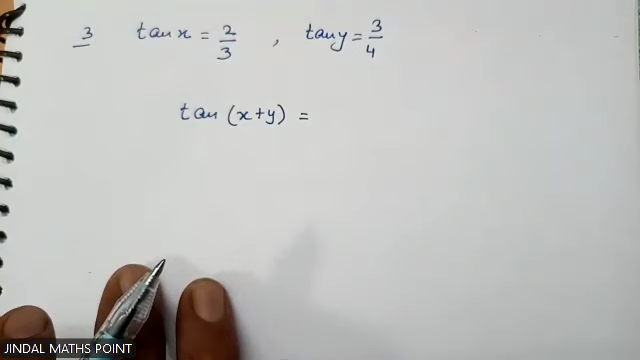 3 tan x = 2/3 , tan y = 3/4
tan (x+y) =
JINDAL MATHS POINT